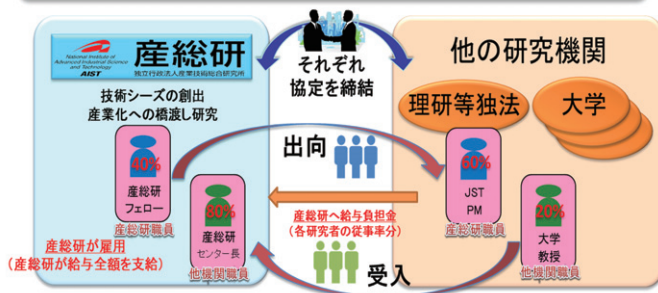 National Institute of
Advanced Industrial Science
and Technology
AIST
産総研
独立行政法人産業技術総合研究所
技術シーズの創出
産業化への橋渡し研究
それぞれ
協定を締結
他の研究機関
理研等独法
大学
出向
40%
産総研
フェロー
産総研職員
80%
産総研
センター長
他機関職員
産総研が雇用
(産総研が給与全額を支給)
産総研へ給与負担金
(各研究者の従事率分)
受入
60%
JST
PM
産総研職員
20%
大学
教授
他機関職員